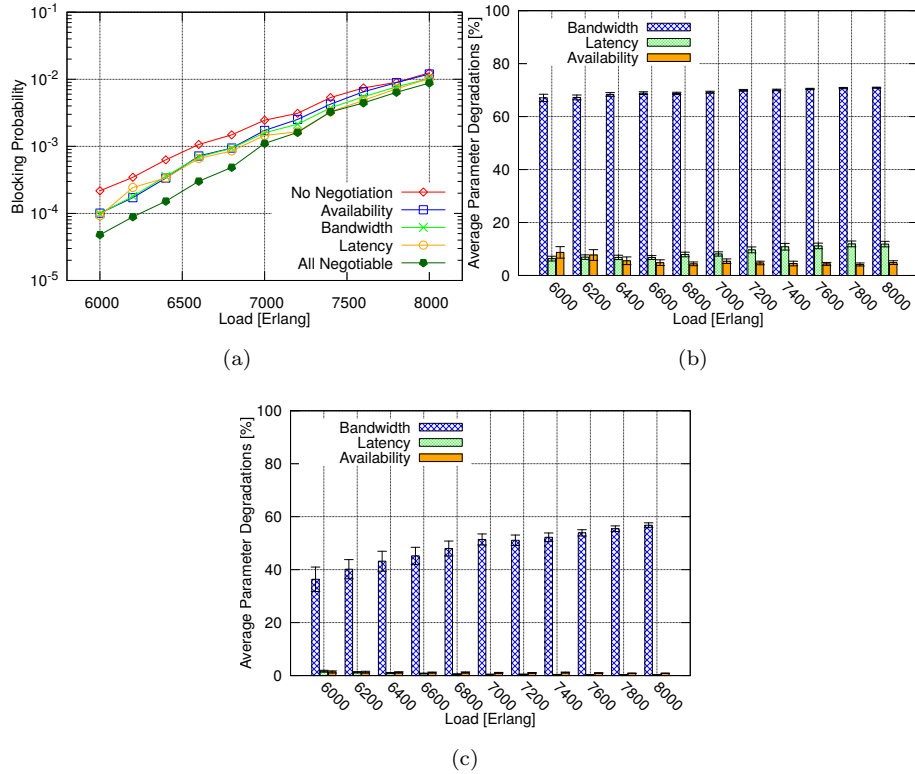 10^-1
10^-2
10^-3
10^-4
10^-5
Blocking Probability
No Negotiation
Availability
Bandwidth
Latency
All Negotiable
6000 6500 7000 7500 8000
Load [Erlang]
(a)
100
80
60
40
20
0
Average Parameter Degradations [%]
Bandwidth
Latency
Availability
6000 6200 6400 6600 6800 7000 7200 7400 7600 7800 8000
Load [Erlang]
(b)
100
80
60
40
20
0
Average Parameter Degradations [%]
Bandwidth
Latency
Availability
6000 6200 6400 6600 6800 7000 7200 7400 7600 7800 8000
Load [Erlang]
(c)